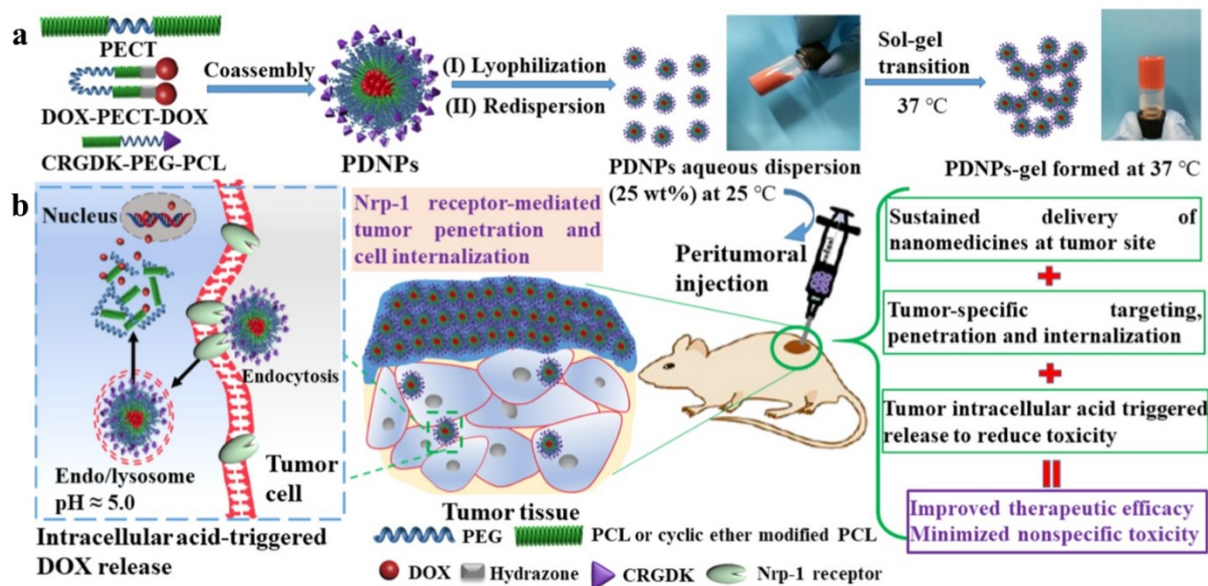 a
PECT
DOX-PECT-DOX
CRGDK-PEG-PCL
Coassembly
PDNPs
(I) Lyophilization
(II) Redispersion
PDNPs aqueous dispersion
(25 wt%) at 25 °C
Sol-gel
transition
37 °C
PDNPs-gel formed at 37 °C
b
Nucleus
Endocytosis
Endo/lysosome
pH ≈ 5.0
Tumor
cell
Intracellular acid-triggered
DOX release
Nrp-1 receptor-mediated
tumor penetration and
cell internalization
Tumor tissue
Peritumoral
injection
Sustained delivery of
nanomedicines at tumor site
+
Tumor-specific targeting,
penetration and internalization
+
Tumor intracellular acid triggered
release to reduce toxicity
Improved therapeutic efficacy
Minimized nonspecific toxicity
PEG
PCL or cyclic ether modified PCL
DOX
Hydrazone
CRGDK
Nrp-1 receptor